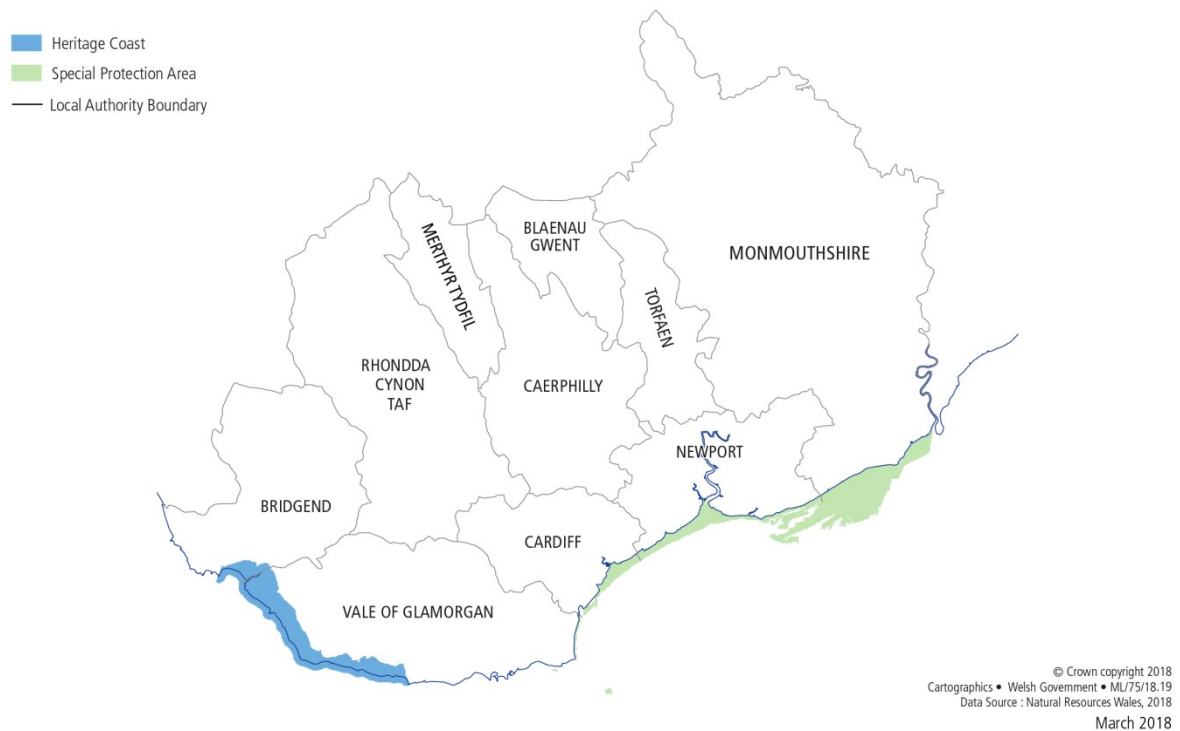 Heritage Coast
Special Protection Area
Local Authority Boundary
BLAENAU
GWENT
MERTHYR TYDFIL
MONMOUTHSHIRE
TORFAEN
RHONDDA
CYNON
TAF
CAERPHILLY
NEWPORT
BRIDGEND
CARDIFF
VALE OF GLAMORGAN
© Crown copyright 2018
Cartographics • Welsh Government • ML/75/18.19
Data Source : Natural Resources Wales, 2018
March 2018